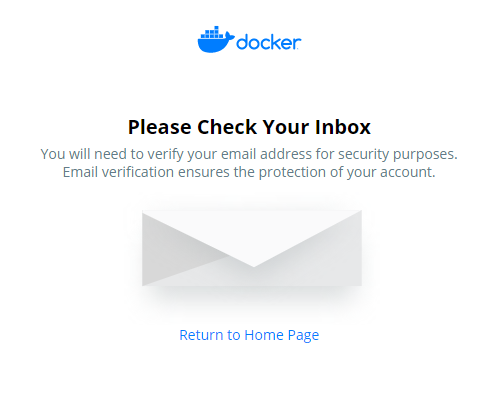 docker
Please Check Your Inbox
You will need to verify your email address for security purposes.
Email verification ensures the protection of your account.
Return to Home Page